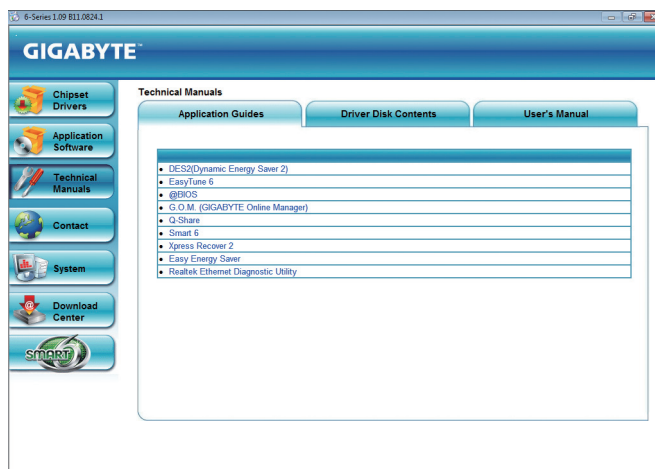 6-Series 1.09 B11.0824.1
GIGABYTE™
Chipset
Drivers
Application
Software
Technical
Manuals
Contact
System
Download
Center
SMART6
Technical Manuals
Application Guides
Driver Disk Contents
User's Manual
DES2(Dynamic Energy Saver 2)
EasyTune 6
@BIOS
G.O.M. (GIGABYTE Online Manager)
Q-Share
Smart 6
Xpress Recover 2
Easy Energy Saver
Realtek Ethernet Diagnostic Utility